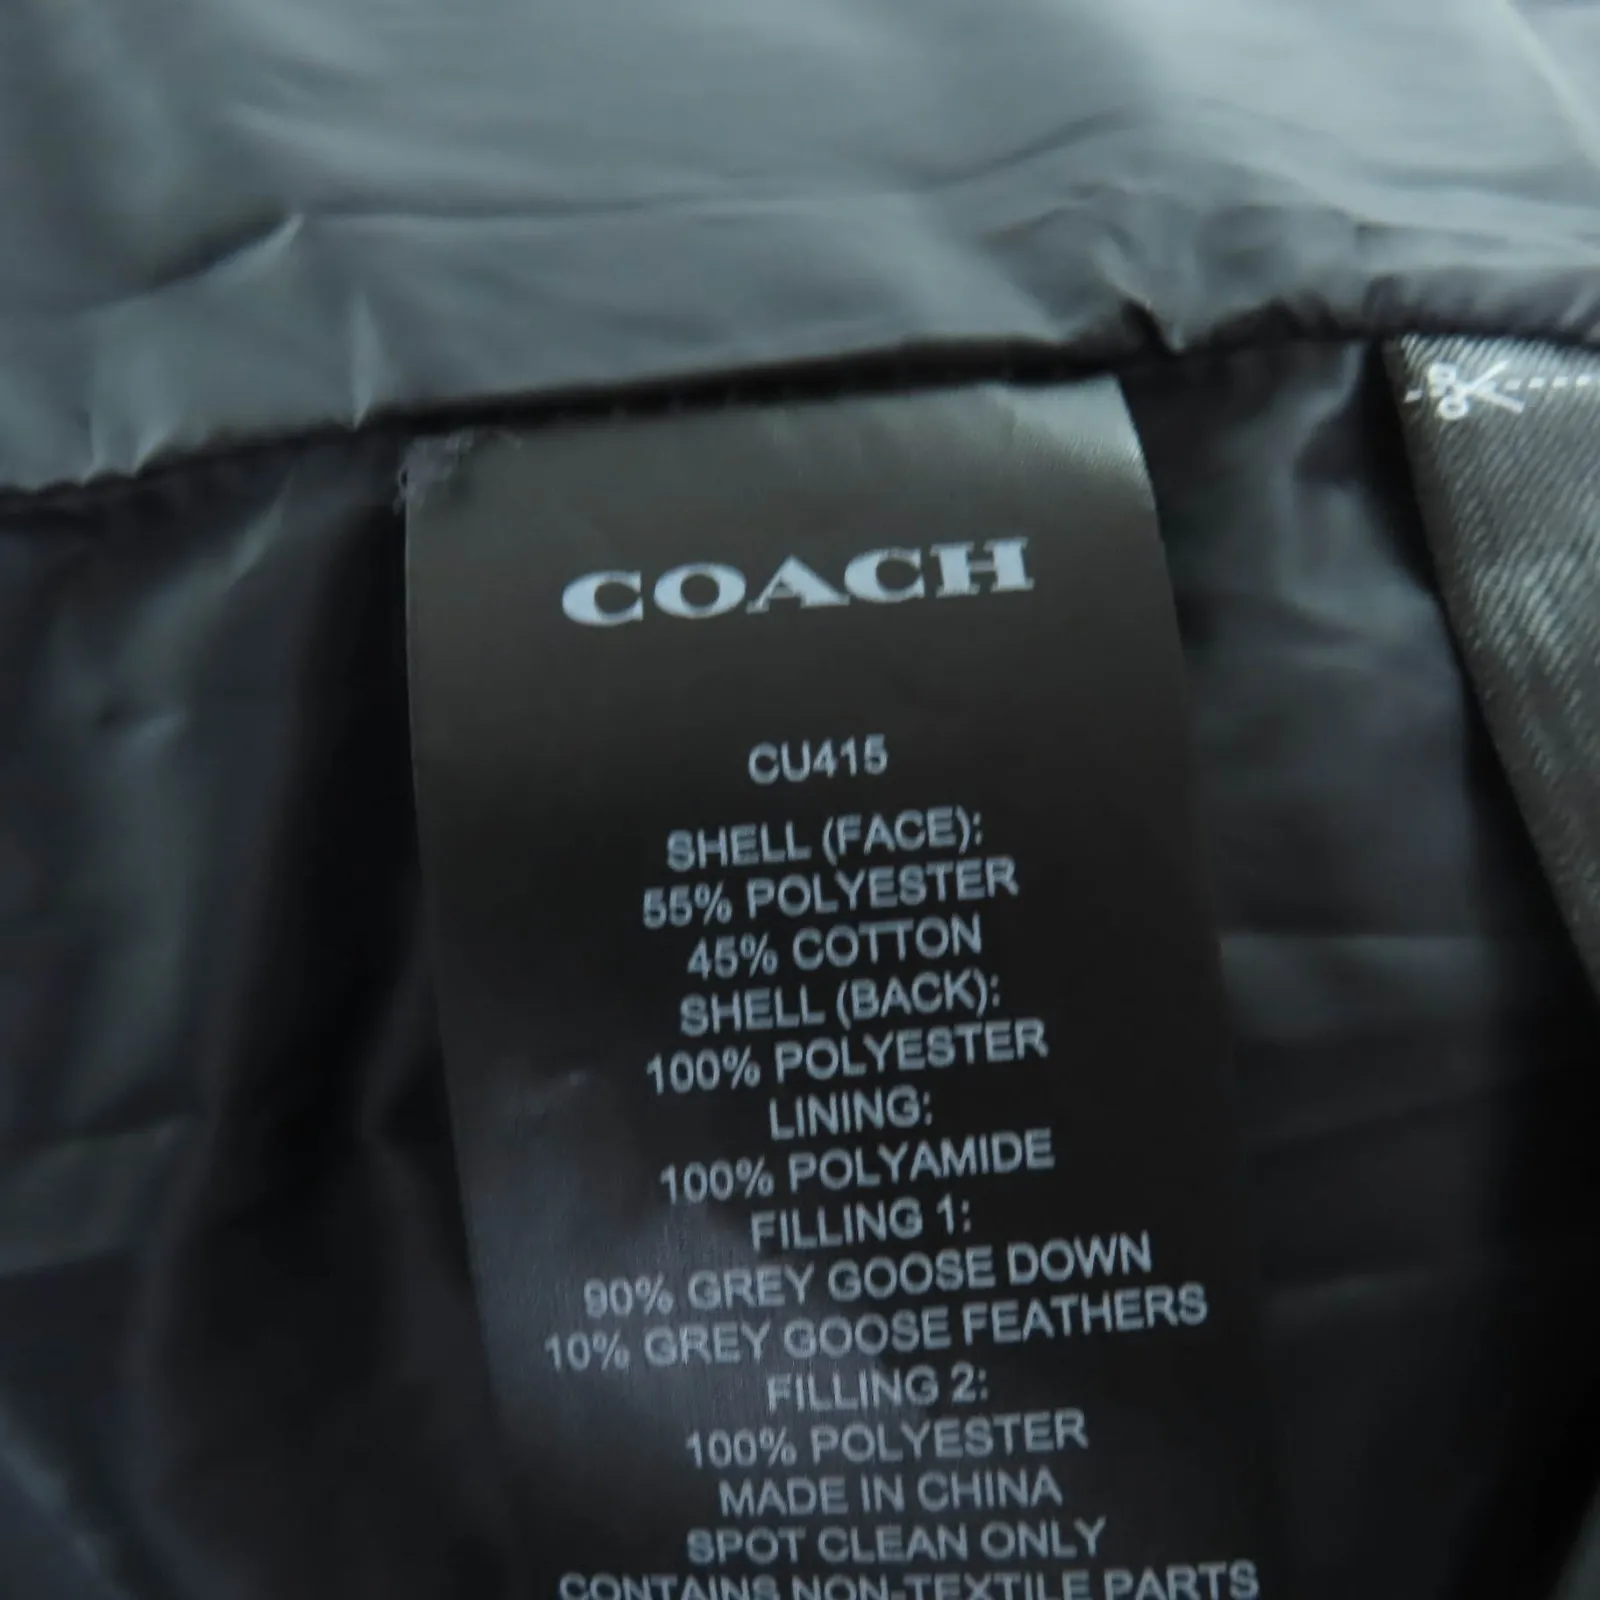 COACH
CU415
SHELL (FACE):
55% POLYESTER
45% COTTON
SHELL (BACK):
100% POLYESTER
LINING:
100% POLYAMIDE
FILLING 1:
90% GREY GOOSE DOWN
10% GREY GOOSE FEATHERS
FILLING 2:
100% POLYESTER
MADE IN CHINA
SPOT CLEAN ONLY
CONTAINS NON-TEXTILE PARTS